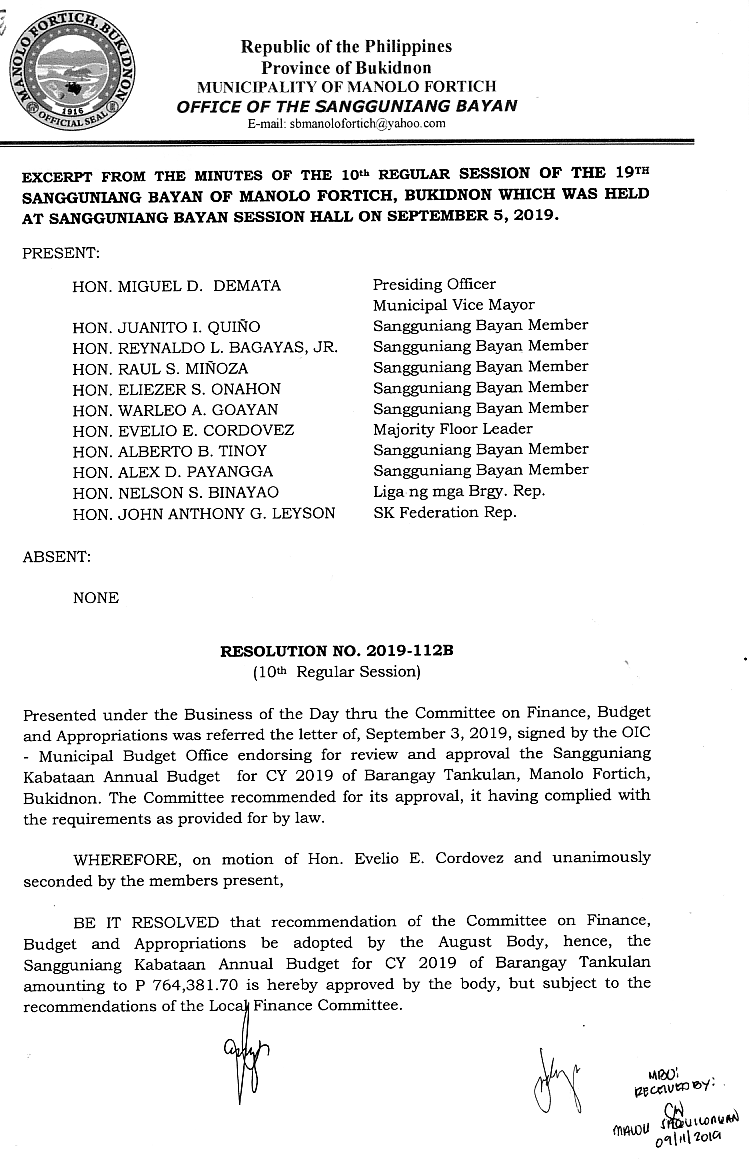 MANOLO FORTICH, BUKIDNON
1916
OFFICIAL SEAL
Republic of the Philippines
Province of Bukidnon
MUNICIPALITY OF MANOLO FORTICH
OFFICE OF THE SANGGUNIANG BAYAN
E-mail: sbmanolofortich@yahoo.com
EXCERPT FROM THE MINUTES OF THE 10th REGULAR SESSION OF THE 19TH
SANGGUNIANG BAYAN OF MANOLO FORTICH, BUKIDNON WHICH WAS HELD
AT SANGGUNIANG BAYAN SESSION HALL ON SEPTEMBER 5, 2019.
PRESENT:
HON. MIGUEL D. DEMATA Presiding Officer
Municipal Vice Mayor
HON. JUANITO I. QUIÑO Sangguniang Bayan Member
HON. REYNALDO L. BAGAYAS, JR. Sangguniang Bayan Member
HON. RAUL S. MIÑOZA Sangguniang Bayan Member
HON. ELIEZER S. ONAHON Sangguniang Bayan Member
HON. WARLEO A. GOAYAN Sangguniang Bayan Member
HON. EVELIO E. CORDOVEZ Majority Floor Leader
HON. ALBERTO B. TINOY Sangguniang Bayan Member
HON. ALEX D. PAYANGGA Sangguniang Bayan Member
HON. NELSON S. BINAYAO Liga ng mga Brgy. Rep.
HON. JOHN ANTHONY G. LEYSON SK Federation Rep.
ABSENT:
NONE
RESOLUTION NO. 2019-112B
(10th Regular Session)
Presented under the Business of the Day thru the Committee on Finance, Budget
and Appropriations was referred the letter of, September 3, 2019, signed by the OIC
- Municipal Budget Office endorsing for review and approval the Sangguniang
Kabataan Annual Budget for CY 2019 of Barangay Tankulan, Manolo Fortich,
Bukidnon. The Committee recommended for its approval, it having complied with
the requirements as provided for by law.
WHEREFORE, on motion of Hon. Evelio E. Cordovez and unanimously
seconded by the members present,
BE IT RESOLVED that recommendation of the Committee on Finance,
Budget and Appropriations be adopted by the August Body, hence, the
Sangguniang Kabataan Annual Budget for CY 2019 of Barangay Tankulan
amounting to P 764,381.70 is hereby approved by the body, but subject to the
recommendations of the Local Finance Committee.
MBO:
RECEIVED BY:
MALOU
09/11/2019